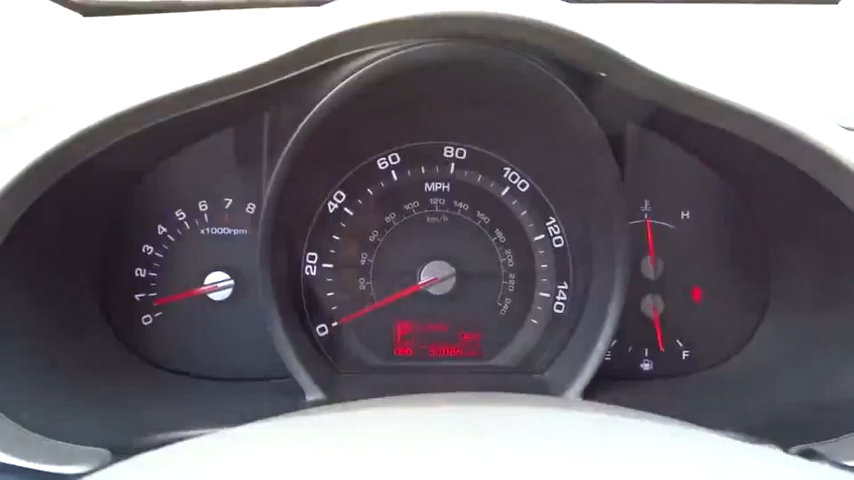 0 1 2 3 4 5 6 7 8
x1000rpm
0 20 40 60 80 100 120 140
MPH
20 40 60 80 100 120 140 160 180 200 220 240
km/h
H
E F